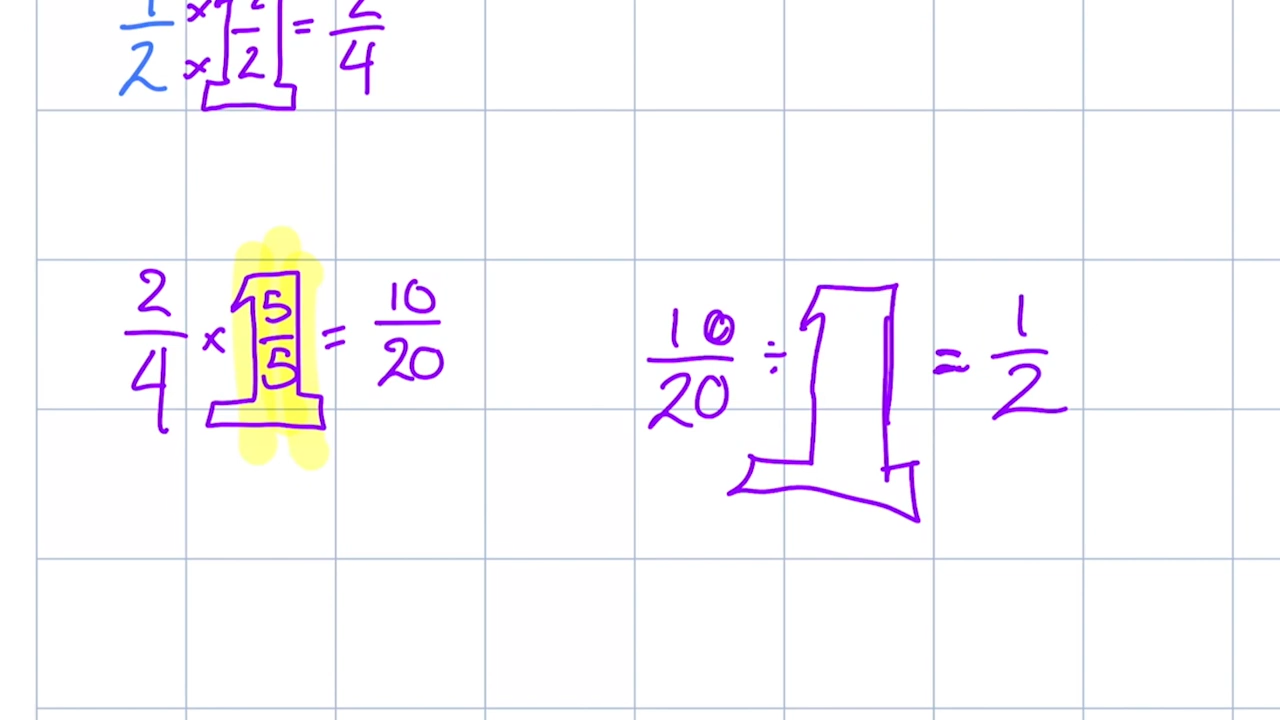 1/2 × 2/2 = 2/4
2/4 × 5/5 = 10/20
10/20 ÷ 1 = 1/2